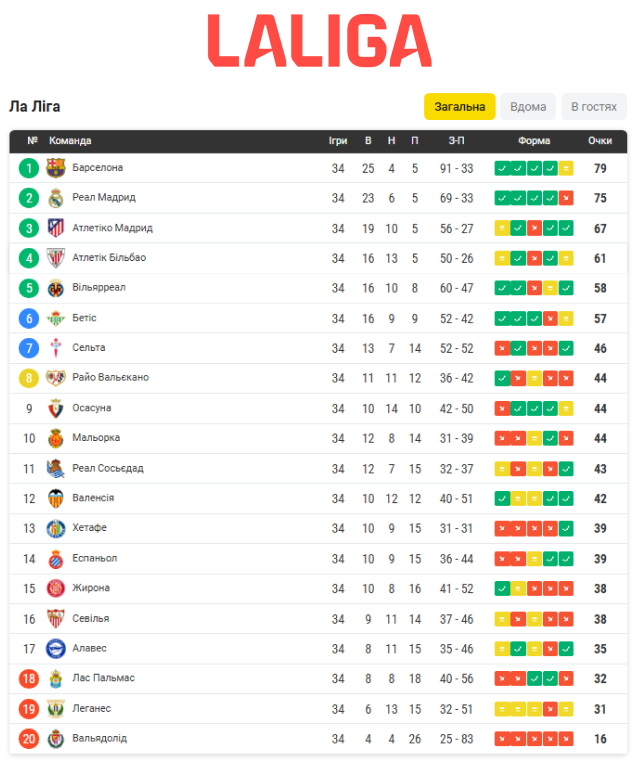 LALIGA
Ла Ліга Загальна Вдома В гостях
№ Команда Ігри В Н П З-П Форма Очки
1 Барселона 34 25 4 5 91 - 33 79
2 Реал Мадрид 34 23 6 5 69 - 33 75
3 Атлетіко Мадрид 34 19 10 5 56 - 27 67
4 Атлетік Більбао 34 16 13 5 50 - 26 61
5 Вільярреал 34 16 10 8 60 - 47 58
6 Бетіс 34 16 9 9 52 - 42 57
7 Сельта 34 13 7 14 52 - 52 46
8 Райо Вальєкано 34 11 11 12 36 - 42 44
9 Осасуна 34 10 14 10 42 - 50 44
10 Мальорка 34 12 8 14 31 - 39 44
11 Реал Сосьєдад 34 12 7 15 32 - 37 43
12 Валенсія 34 10 12 12 40 - 51 42
13 Хетафе 34 10 9 15 31 - 31 39
14 Еспаньол 34 10 9 15 36 - 44 39
15 Жирона 34 10 8 16 41 - 52 38
16 Севілья 34 9 11 14 37 - 46 38
17 Алавес 34 8 11 15 35 - 46 35
18 Лас Пальмас 34 8 8 18 40 - 56 32
19 Леганес 34 6 13 15 32 - 51 31
20 Вальядолід 34 4 4 26 25 - 83 16